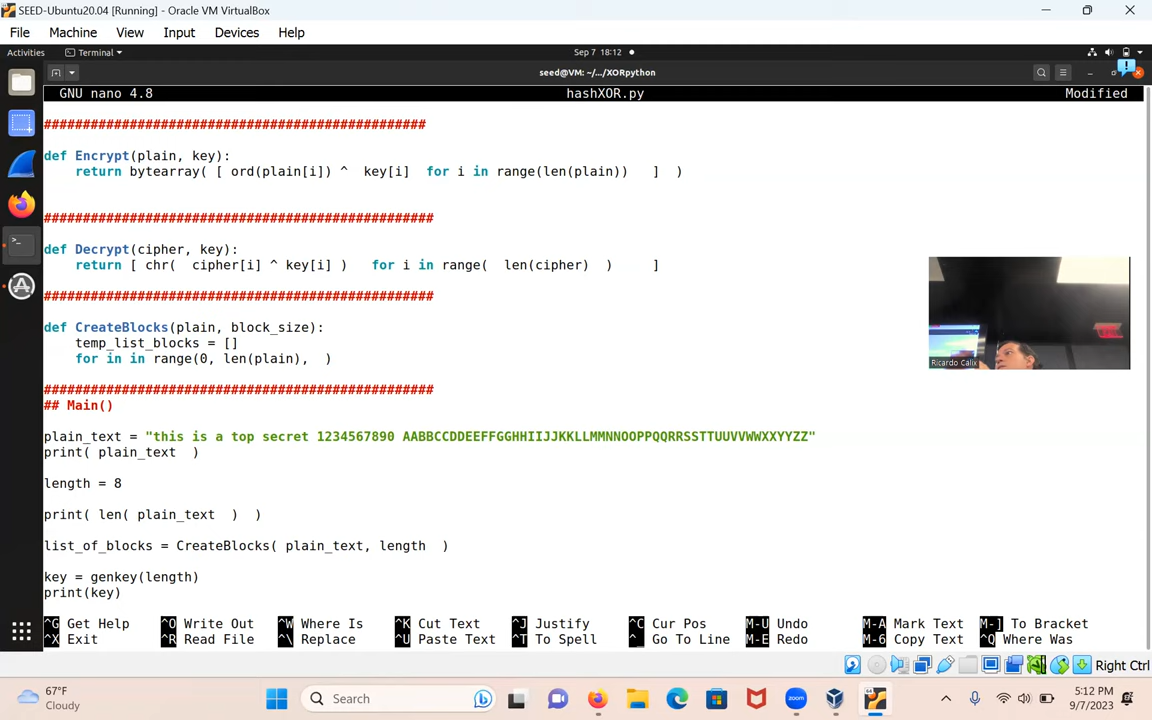 SEED-Ubuntu20.04 [Running] - Oracle VM VirtualBox
File Machine View Input Devices Help
Activities Terminal Sep 7 18:12
seed@VM: ~/.../XORpython
GNU nano 4.8 hashXOR.py Modified
#################################################
def Encrypt(plain, key):
    return bytearray( [ ord(plain[i]) ^  key[i]  for i in range(len(plain))   ]  )
##################################################
def Decrypt(cipher, key):
    return [ chr(  cipher[i] ^ key[i] )   for i in range(  len(cipher)  )     ]
##################################################
def CreateBlocks(plain, block_size):
    temp_list_blocks = []
    for in in range(0, len(plain),  )
##################################################
## Main()
plain_text = "this is a top secret 1234567890 AABBCCDDEEFFGGHHIIJJKKLLMMNNOOPPQQRRSSTTUUVVWWXXYYZZ"
print( plain_text  )
length = 8
print( len( plain_text  )  )
list_of_blocks = CreateBlocks( plain_text, length  )
key = genkey(length)
print(key)
^G Get Help ^O Write Out ^W Where Is ^K Cut Text ^J Justify ^C Cur Pos M-U Undo M-A Mark Text M-] To Bracket
^X Exit ^R Read File ^\ Replace ^U Paste Text ^T To Spell ^_ Go To Line M-E Redo M-6 Copy Text ^Q Where Was
Ricardo Calix
Right Ctrl
67°F
Cloudy
Search
zoom
5:12 PM
9/7/2023